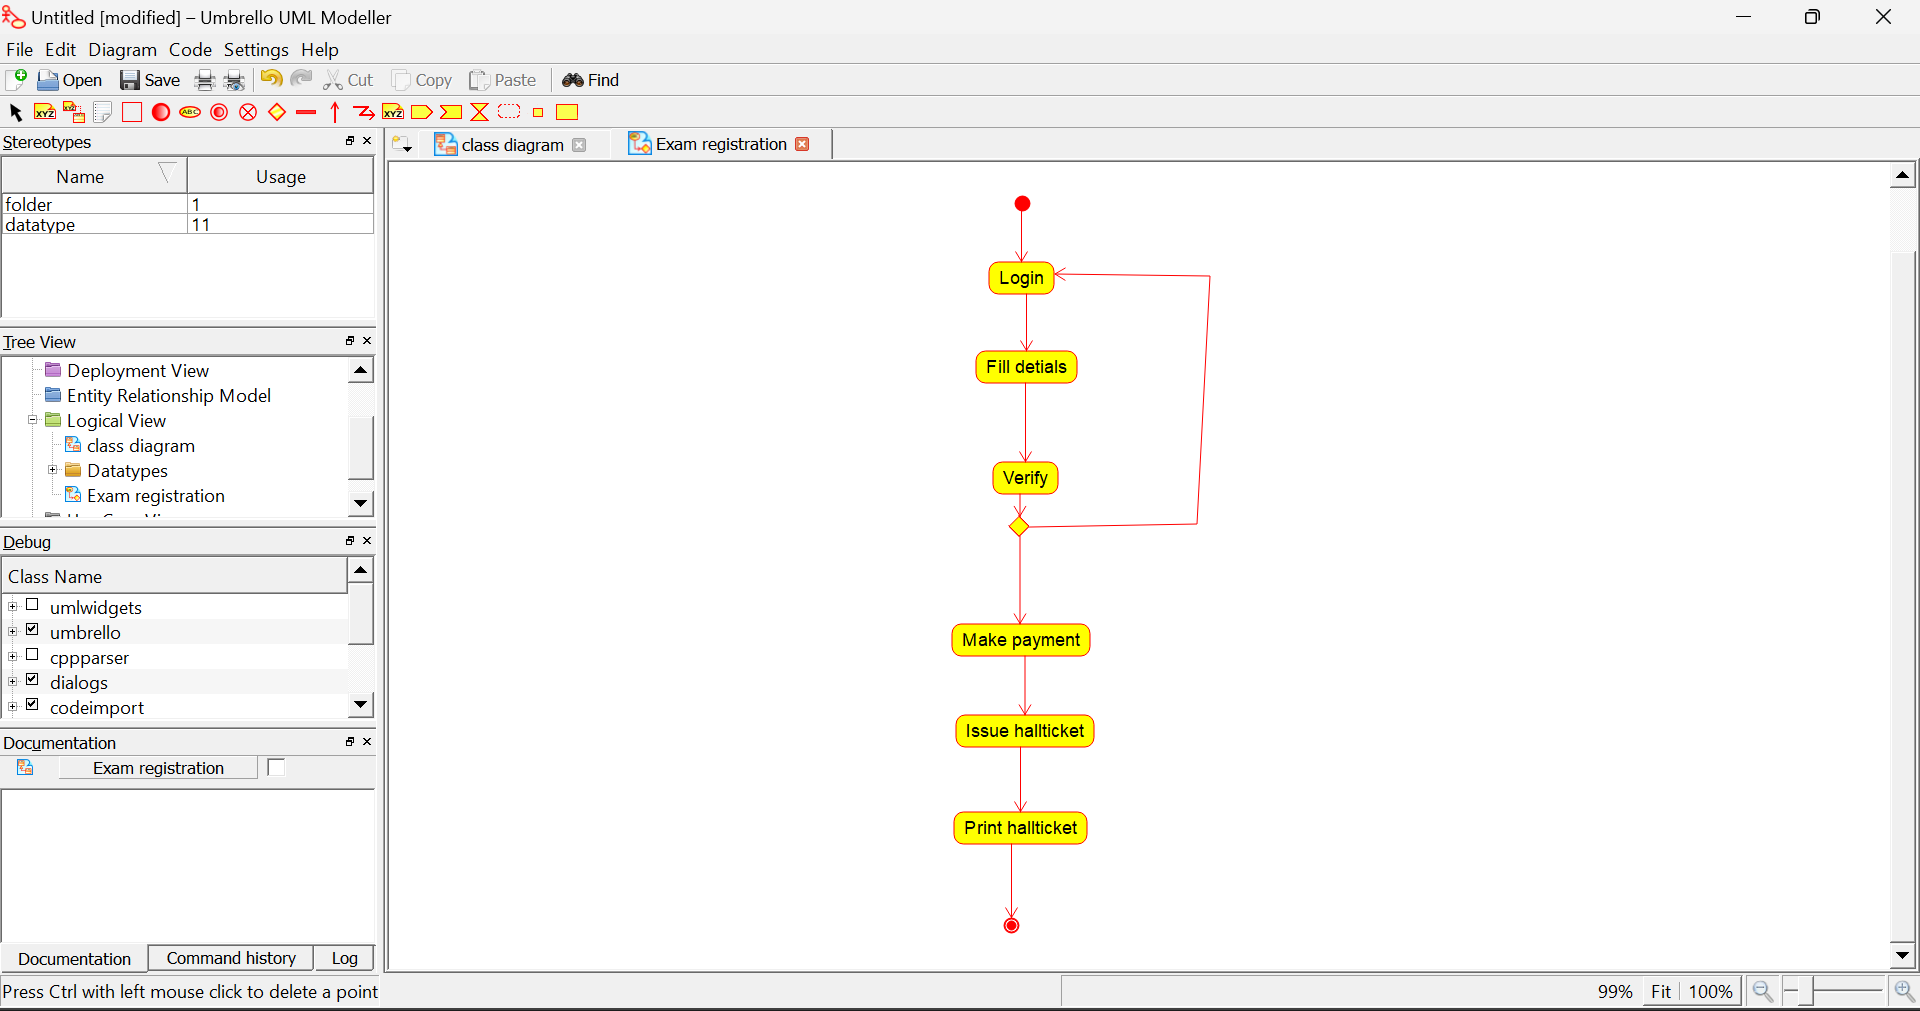 Untitled [modified] – Umbrello UML Modeller
File Edit Diagram Code Settings Help
Open Save Cut Copy Paste Find
XYZ XYZ ABC XYZ
Stereotypes
class diagram Exam registration
Name Usage
folder 1
datatype 11
Tree View
Deployment View
Entity Relationship Model
Logical View
class diagram
Datatypes
Exam registration
Debug
Class Name
umlwidgets
umbrello
cppparser
dialogs
codeimport
Documentation
Exam registration
Documentation Command history Log
Login
Fill detials
Verify
Make payment
Issue hallticket
Print hallticket
Press Ctrl with left mouse click to delete a point
99% Fit 100%